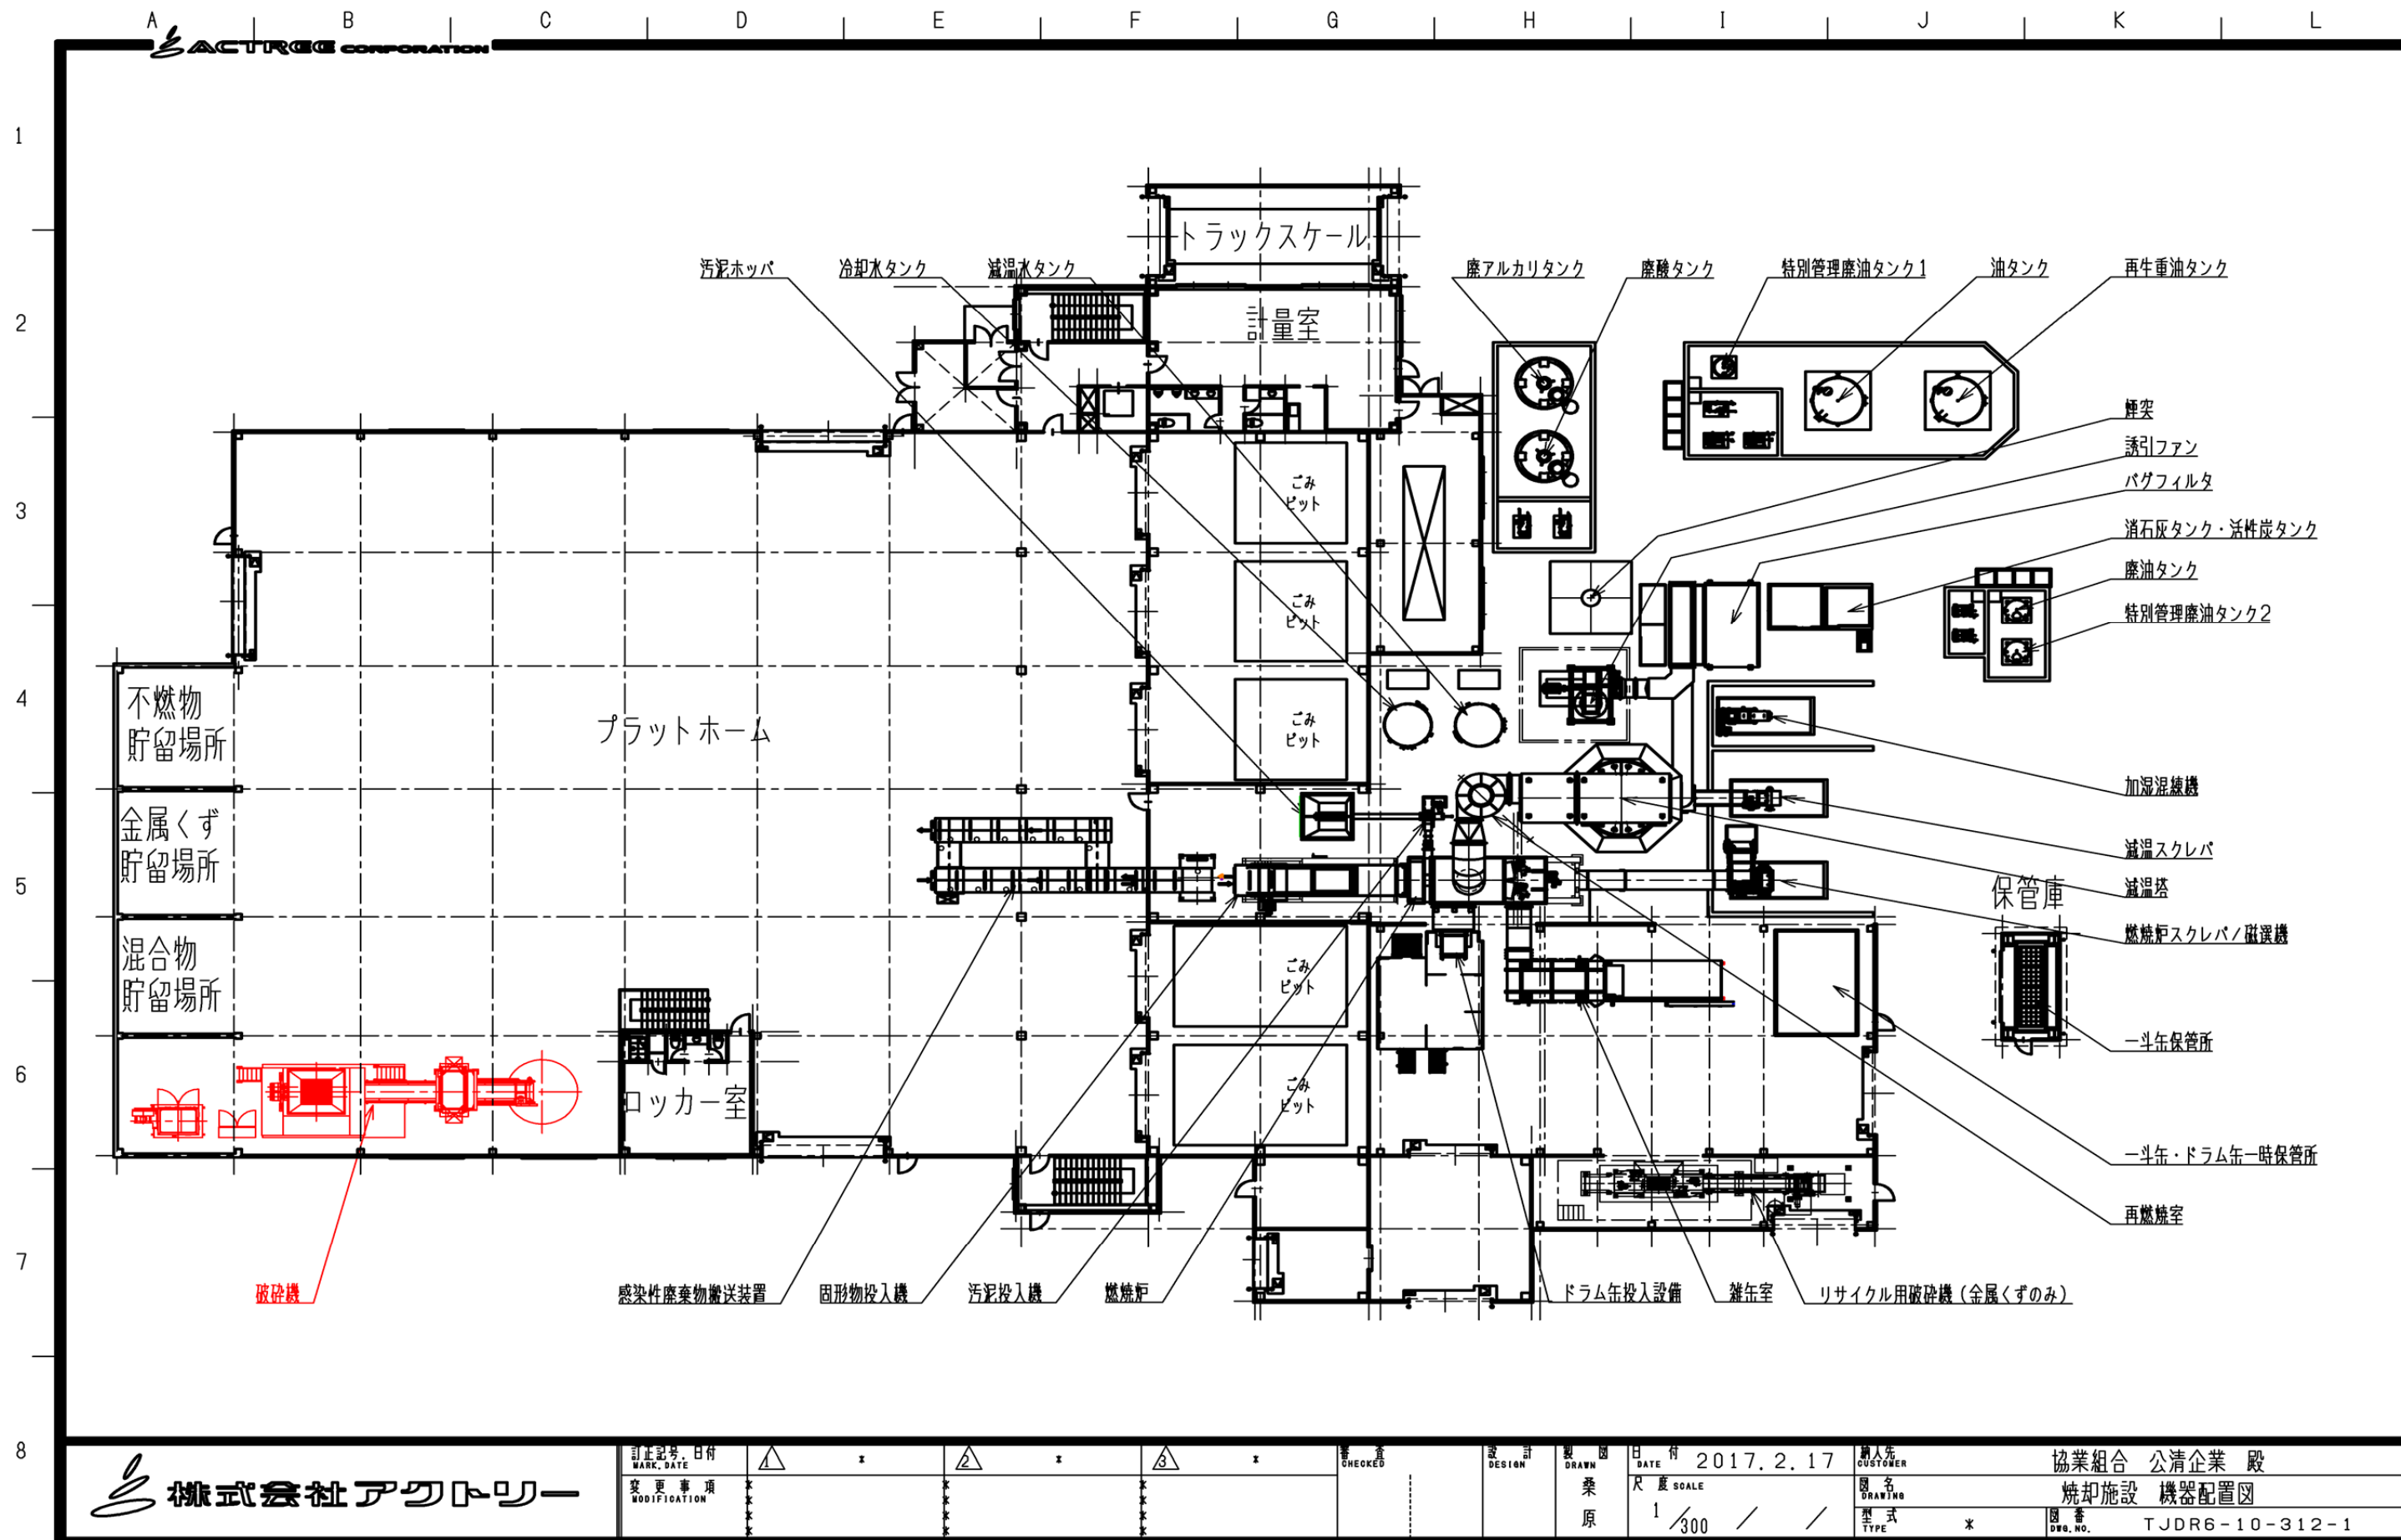 A B C D E F G H I J K L
ACTREE CORPORATION
1
2
3
4
5
6
7
8
トラックスケール
汚泥ホッパ
冷却水タンク
減温水タンク
廃アルカリタンク
廃酸タンク
特別管理廃油タンク1
油タンク
再生重油タンク
計量室
煙突
誘引ファン
バグフィルタ
消石灰タンク・活性炭タンク
廃油タンク
特別管理廃油タンク2
ごみ
ピット
ごみ
ピット
ごみ
ピット
不燃物
貯留場所
プラットホーム
金属くず
貯留場所
加湿混練機
減温スクレパ
減温塔
保管庫
燃焼炉スクレパ/磁選機
混合物
貯留場所
ごみ
ピット
一斗缶保管所
ロッカー室
ごみ
ピット
一斗缶・ドラム缶一時保管所
再燃焼室
破砕機
感染性廃棄物搬送装置
固形物投入機
汚泥投入機
燃焼炉
ドラム缶投入設備
雑缶室
リサイクル用破砕機(金属くずのみ)
株式会社アクトリー
訂正記号.日付
MARK.DATE
1 *
2 *
3 *
変更事項
MODIFICATION
審査
CHECKED
設計
DESIGN
製図
DRAWN
桑原
日付
DATE
2017.2.17
尺度 SCALE
1/300 / /
納入先
CUSTOMER
協業組合 公清企業 殿
図名
DRAWING
焼却施設 機器配置図
型式
TYPE
*
図番
DWG.NO.
TJDR6-10-312-1